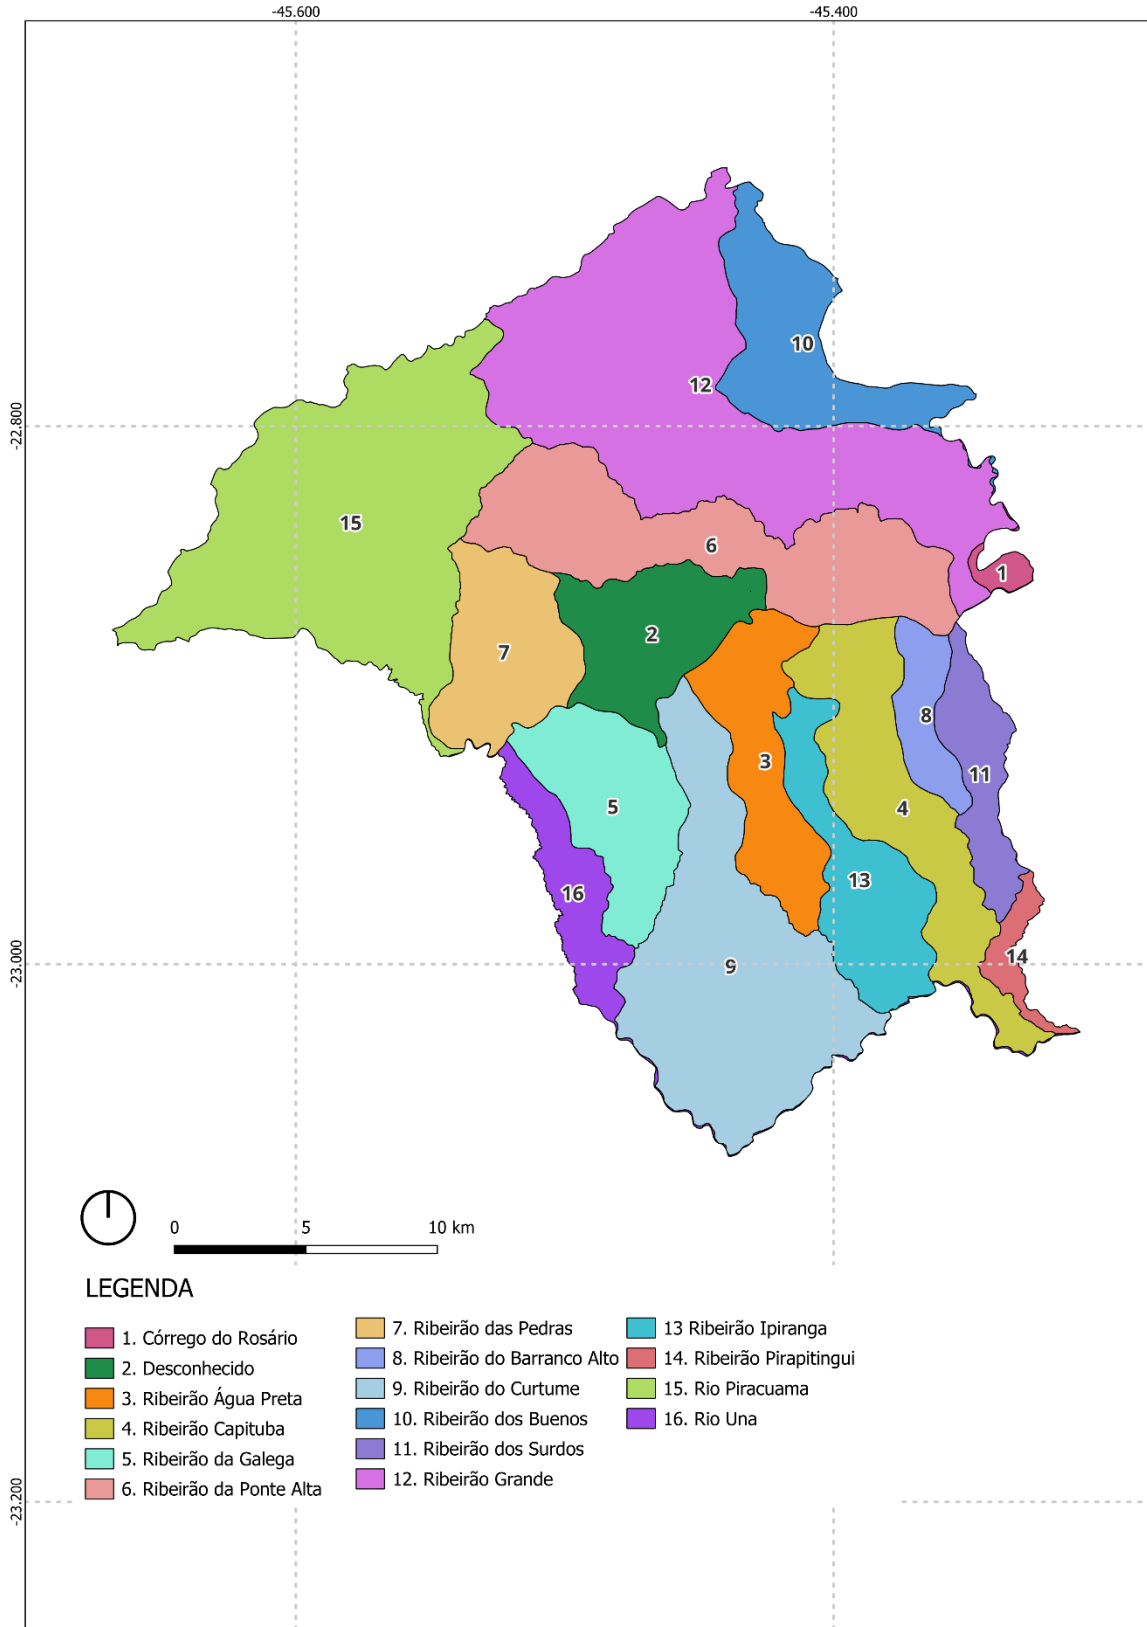 -45.600 -45.400
10
12
-22.800
15
6
1
2
7
8
3
11
5
4
13
16
14
9
-23.000
0 5 10 km
LEGENDA
1. Córrego do Rosário
2. Desconhecido
3. Ribeirão Água Preta
4. Ribeirão Capituba
5. Ribeirão da Galega
6. Ribeirão da Ponte Alta
7. Ribeirão das Pedras
8. Ribeirão do Barranco Alto
9. Ribeirão do Curtume
10. Ribeirão dos Buenos
11. Ribeirão dos Surdos
12. Ribeirão Grande
13 Ribeirão Ipiranga
14. Ribeirão Pirapitingui
15. Rio Piracuama
16. Rio Una
-23.200